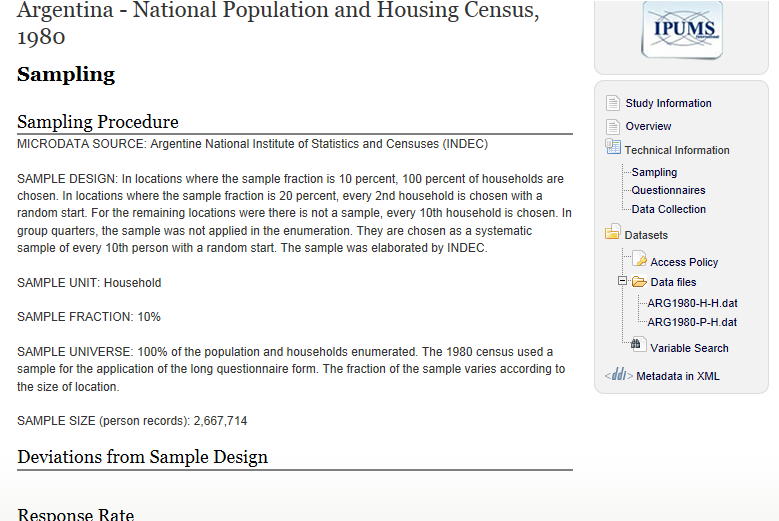 Argentina - National Population and Housing Census,
1980
Sampling
Sampling Procedure
MICRODATA SOURCE: Argentine National Institute of Statistics and Censuses (INDEC)
SAMPLE DESIGN: In locations where the sample fraction is 10 percent, 100 percent of households are
chosen. In locations where the sample fraction is 20 percent, every 2nd household is chosen with a
random start. For the remaining locations were there is not a sample, every 10th household is chosen. In
group quarters, the sample was not applied in the enumeration. They are chosen as a systematic
sample of every 10th person with a random start. The sample was elaborated by INDEC.
SAMPLE UNIT: Household
SAMPLE FRACTION: 10%
SAMPLE UNIVERSE: 100% of the population and households enumerated. The 1980 census used a
sample for the application of the long questionnaire form. The fraction of the sample varies according to
the size of location.
SAMPLE SIZE (person records): 2,667,714
Deviations from Sample Design
Response Rate
IPUMS
International
Study Information
Overview
Technical Information
Sampling
Questionnaires
Data Collection
Datasets
Access Policy
Data files
ARG1980-H-H.dat
ARG1980-P-H.dat
Variable Search
<ddi> Metadata in XML